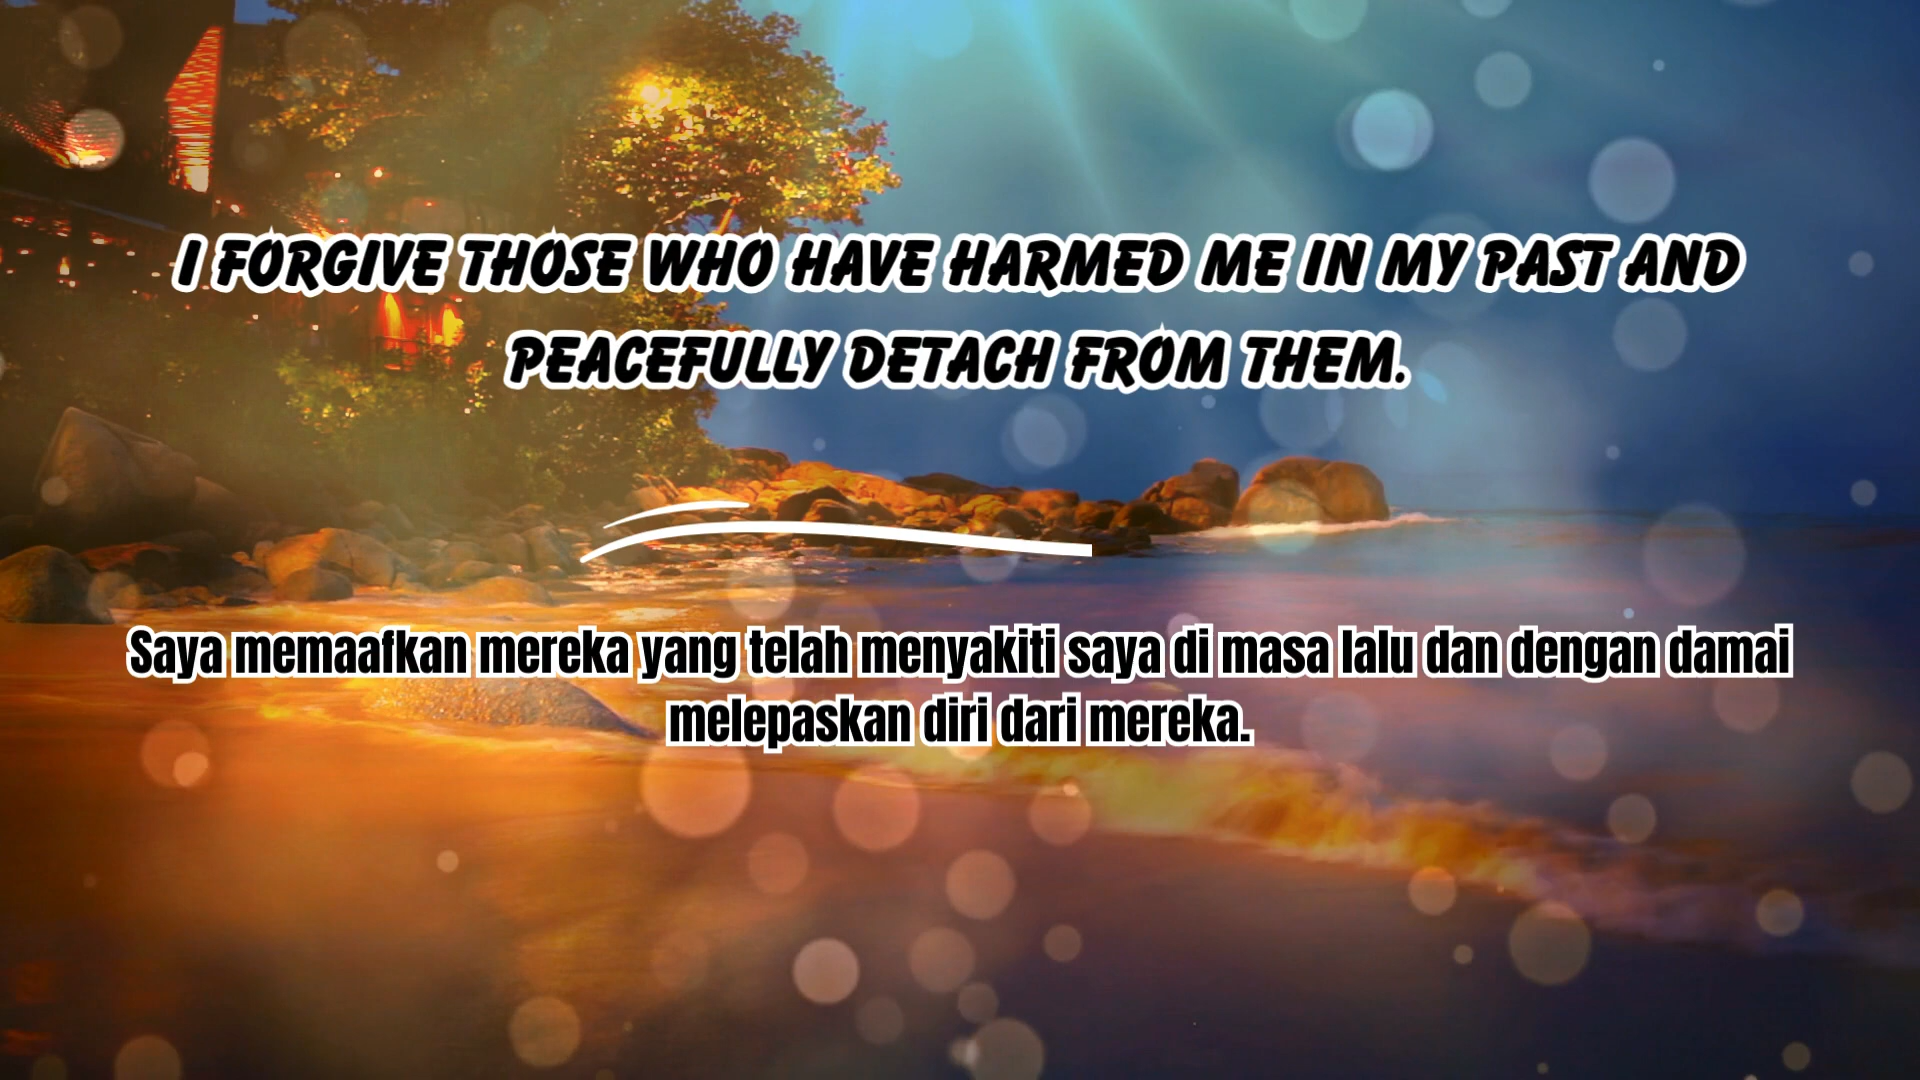 I FORGIVE THOSE WHO HAVE HARMED ME IN MY PAST AND
PEACEFULLY DETACH FROM THEM.
Saya memaafkan mereka yang telah menyakiti saya di masa lalu dan dengan damai
melepaskan diri dari mereka.